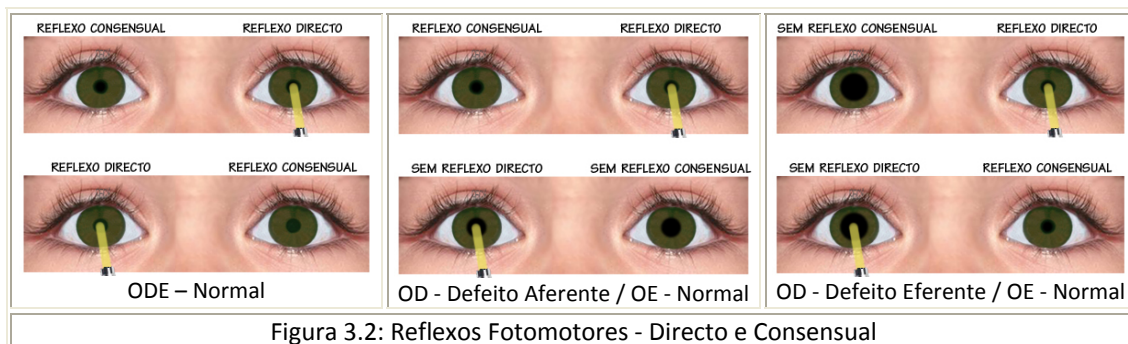 REFLEXO CONSENSUAL REFLEXO DIRECTO
REFLEXO DIRECTO REFLEXO CONSENSUAL
ODE – Normal
REFLEXO CONSENSUAL REFLEXO DIRECTO
SEM REFLEXO DIRECTO SEM REFLEXO CONSENSUAL
OD - Defeito Aferente / OE - Normal
SEM REFLEXO CONSENSUAL REFLEXO DIRECTO
SEM REFLEXO DIRECTO REFLEXO CONSENSUAL
OD - Defeito Eferente / OE - Normal
Figura 3.2: Reflexos Fotomotores - Directo e Consensual